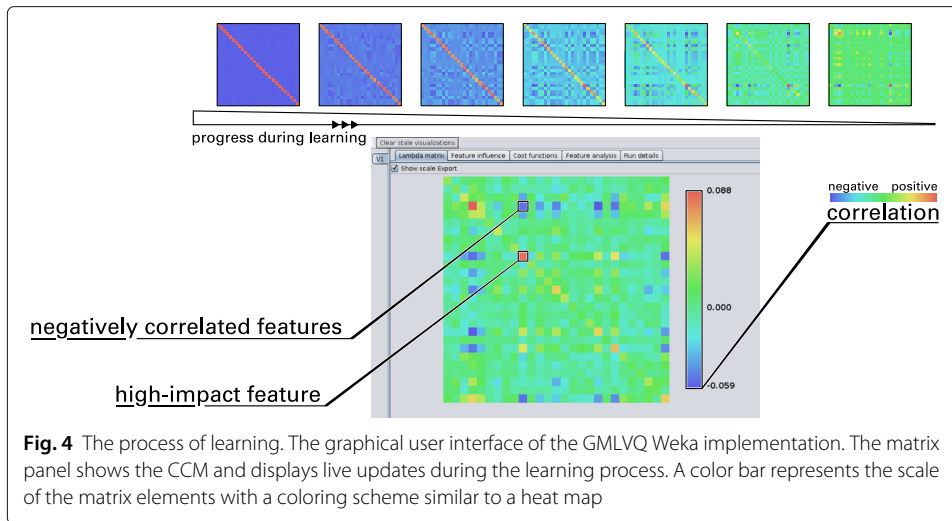 progress during learning
Clear stale visualizations
V1
Lambda matrix Feature influence Cost functions Feature analysis Run details
Show scale Export
0.088
negative positive
correlation
0.000
negatively correlated features
high-impact feature
-0.059
Fig. 4 The process of learning. The graphical user interface of the GMLVQ Weka implementation. The matrix
panel shows the CCM and displays live updates during the learning process. A color bar represents the scale
of the matrix elements with a coloring scheme similar to a heat map